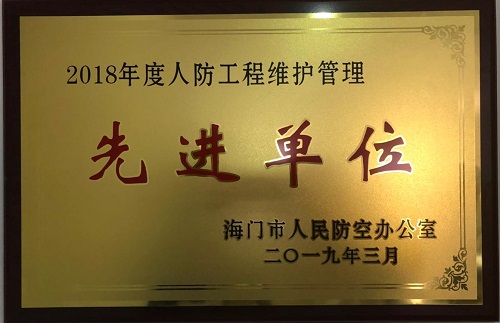 2018年度人防工程维护管理
先进单位
海门市人民防空办公室
二〇一九年三月